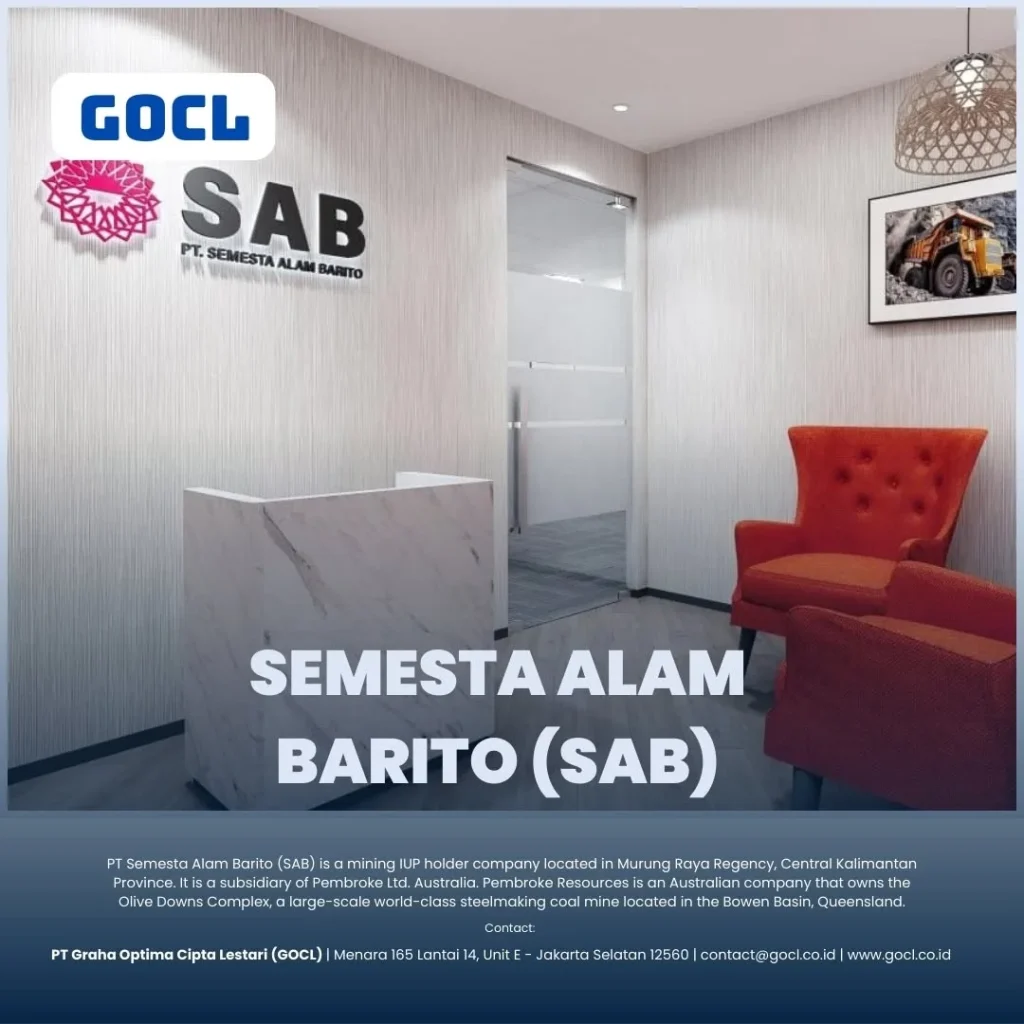 GOCL
SAB
PT. SEMESTA ALAM BARITO
SEMESTA ALAM
BARITO (SAB)
PT Semesta Alam Barito (SAB) is a mining IUP holder company located in Murung Raya Regency, Central Kalimantan
Province. It is a subsidiary of Pembroke Ltd. Australia. Pembroke Resources is an Australian company that owns the
Olive Downs Complex, a large-scale world-class steelmaking coal mine located in the Bowen Basin, Queensland.
Contact:
PT Graha Optima Cipta Lestari (GOCL) | Menara 165 Lantai 14, Unit E - Jakarta Selatan 12560 | contact@gocl.co.id | www.gocl.co.id